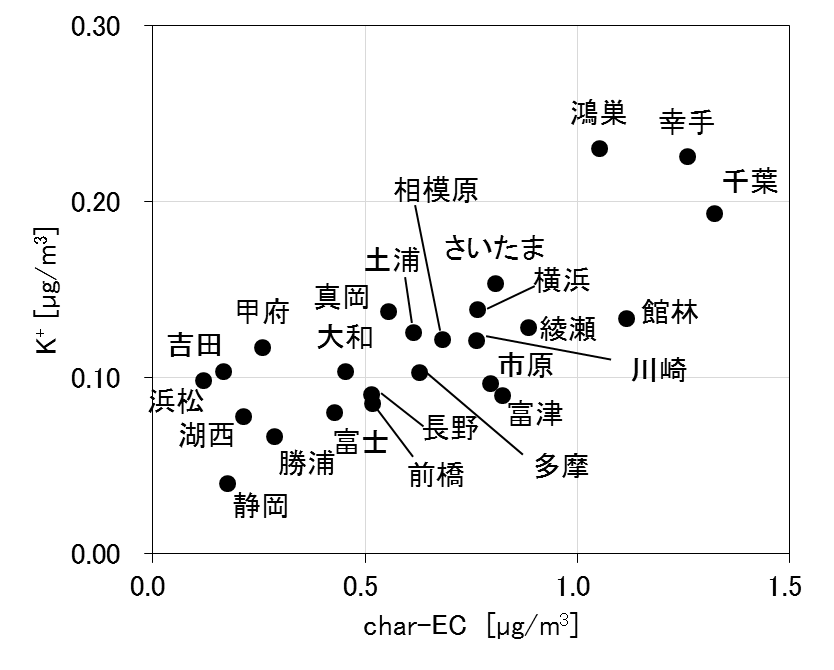 0.30
鴻巣
幸手
千葉
0.20
相模原
さいたま
土浦
横浜
真岡
館林
甲府
大和
綾瀬
吉田
川崎
市原
0.10
浜松
富津
湖西
長野
富士
勝浦
前橋
多摩
静岡
0.00
0.0
0.5
1.0
1.5
char-EC [μg/m³]
K⁺ [μg/m³]